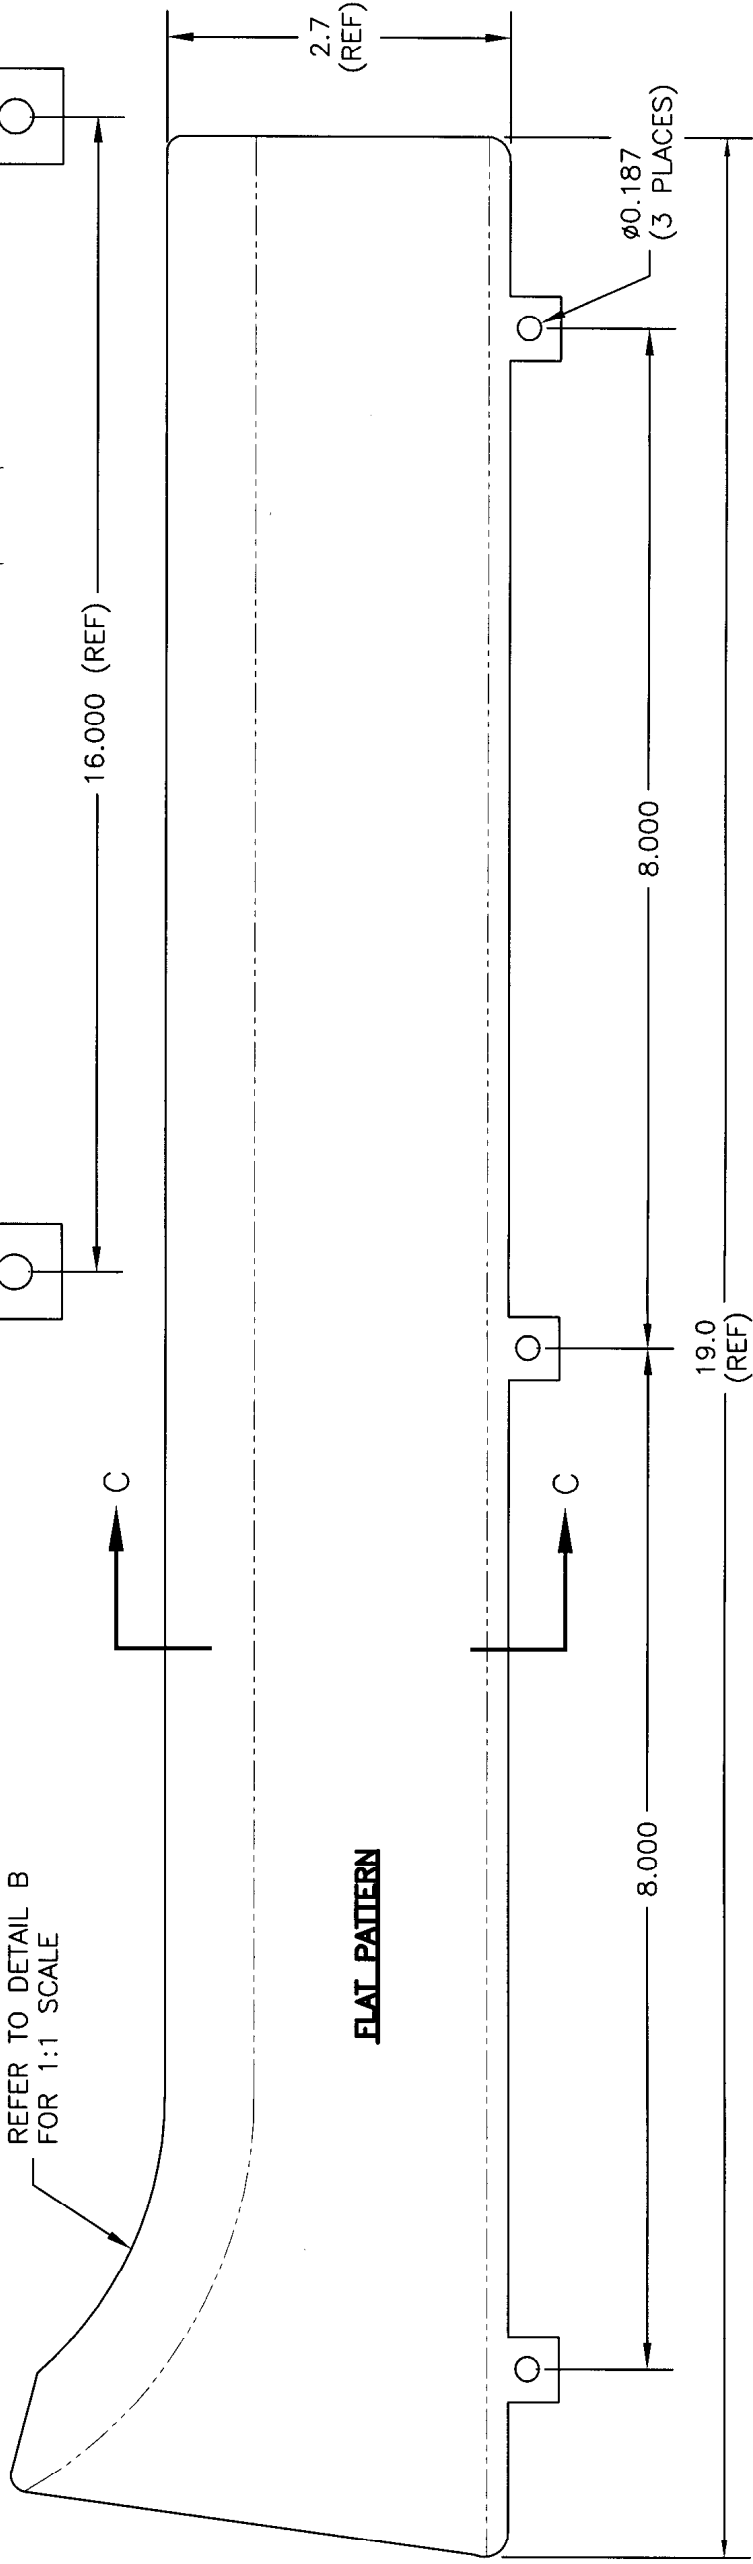 REFER TO DETAIL B
FOR 1:1 SCALE
16.000 (REF)
2.7
(REF)
C
C
FLAT PATTERN
ø0.187
(3 PLACES)
8.000
8.000
19.0
(REF)